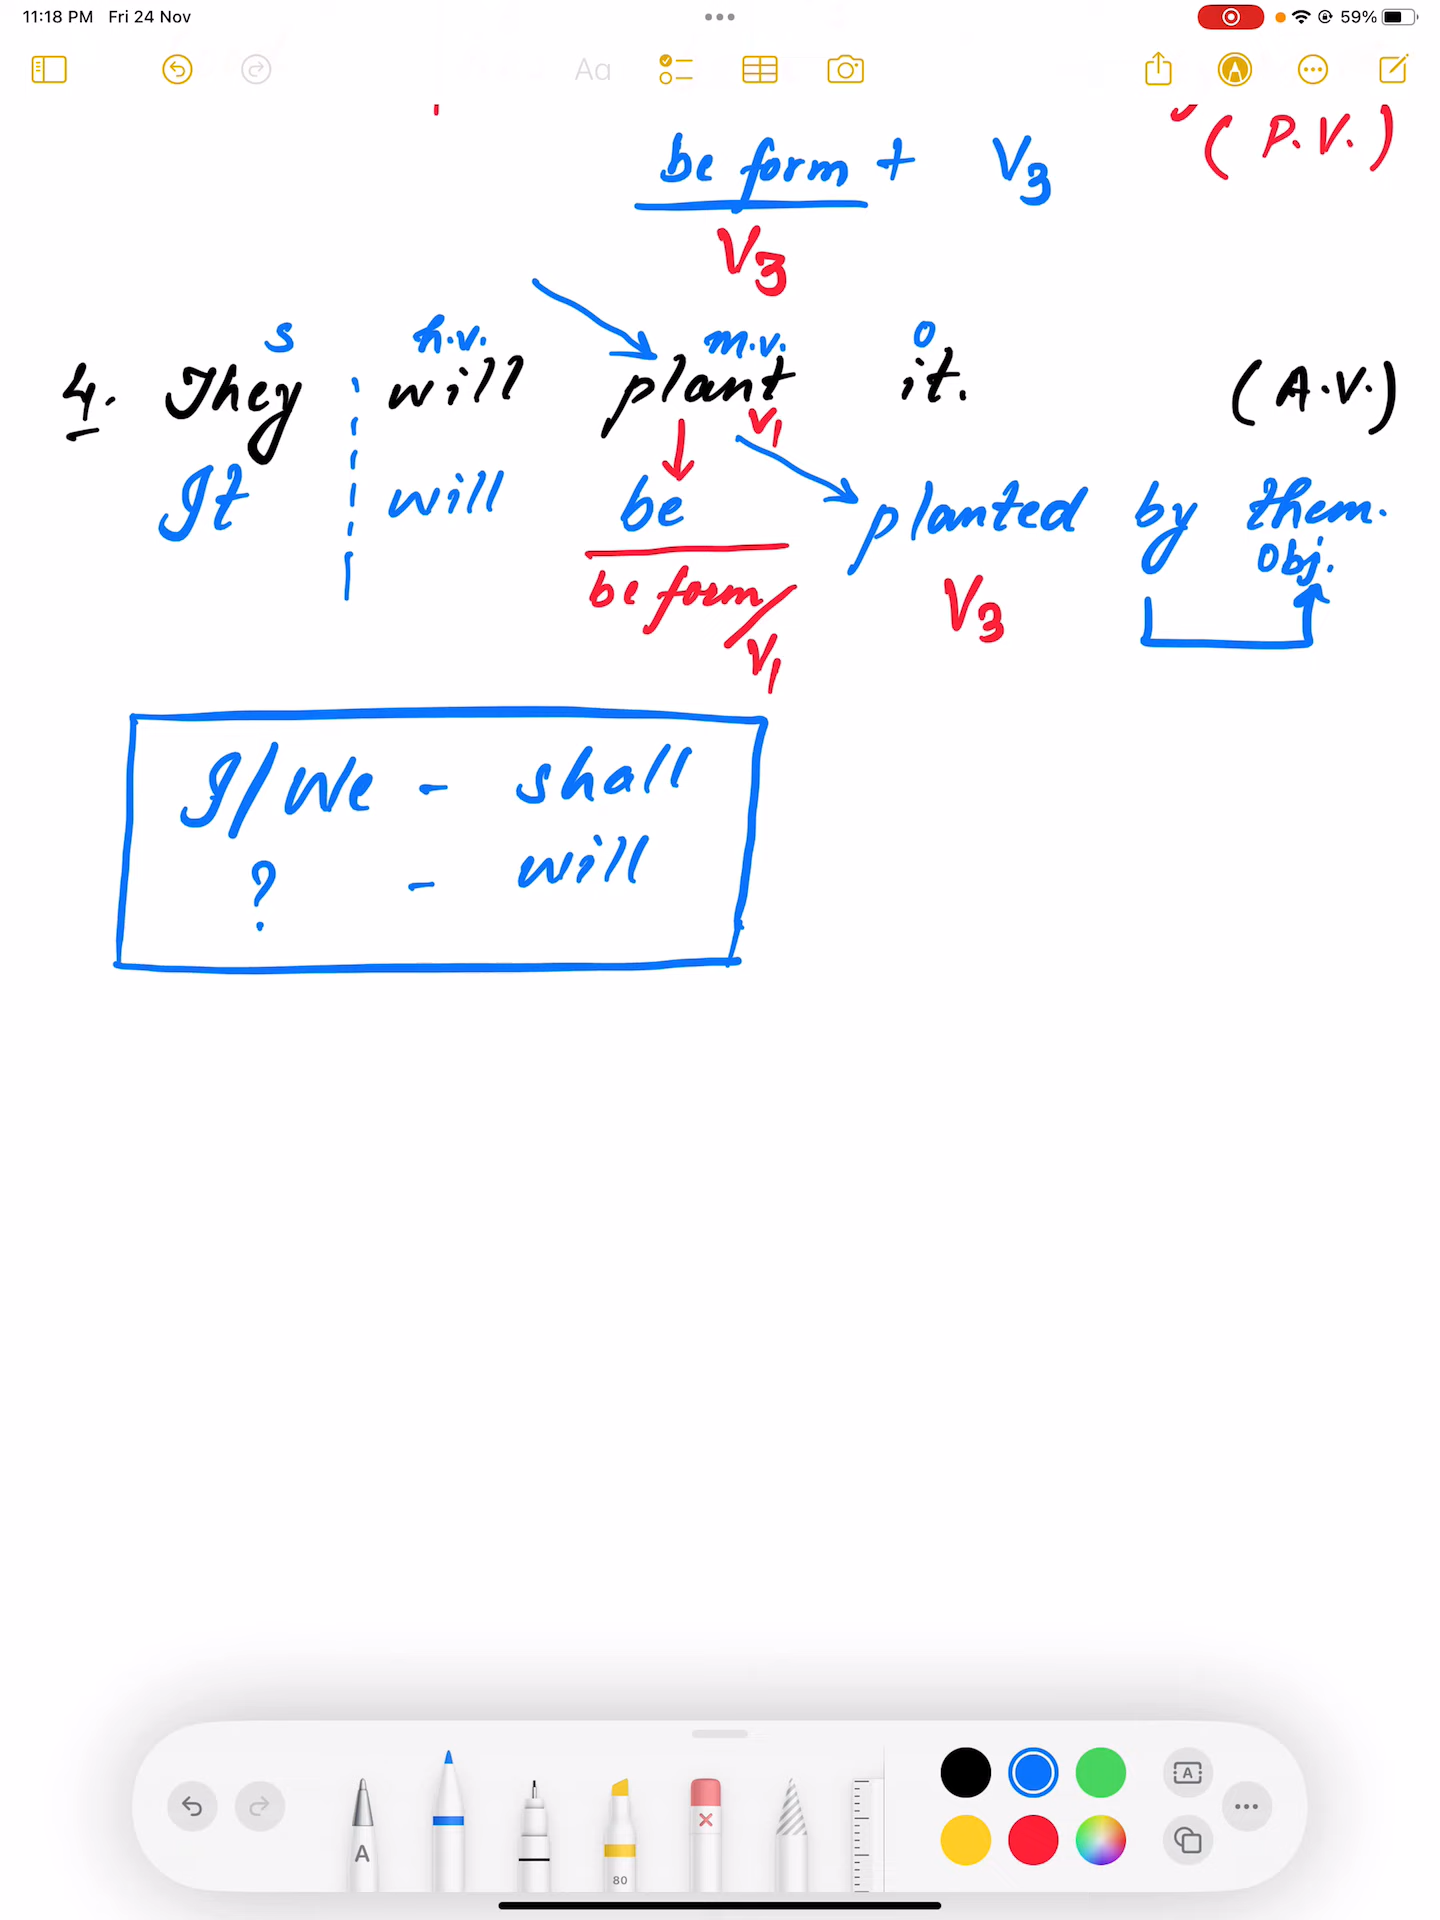 11:18 PM Fri 24 Nov 59%
Aa
(P.V.)
be form + V3
V3
s h.v. m.v. o
4. They will plant it. (A.V.)
V1
It will be planted by them.
obj.
be form/V1 V3
I/We - shall
? - will
A 80 A